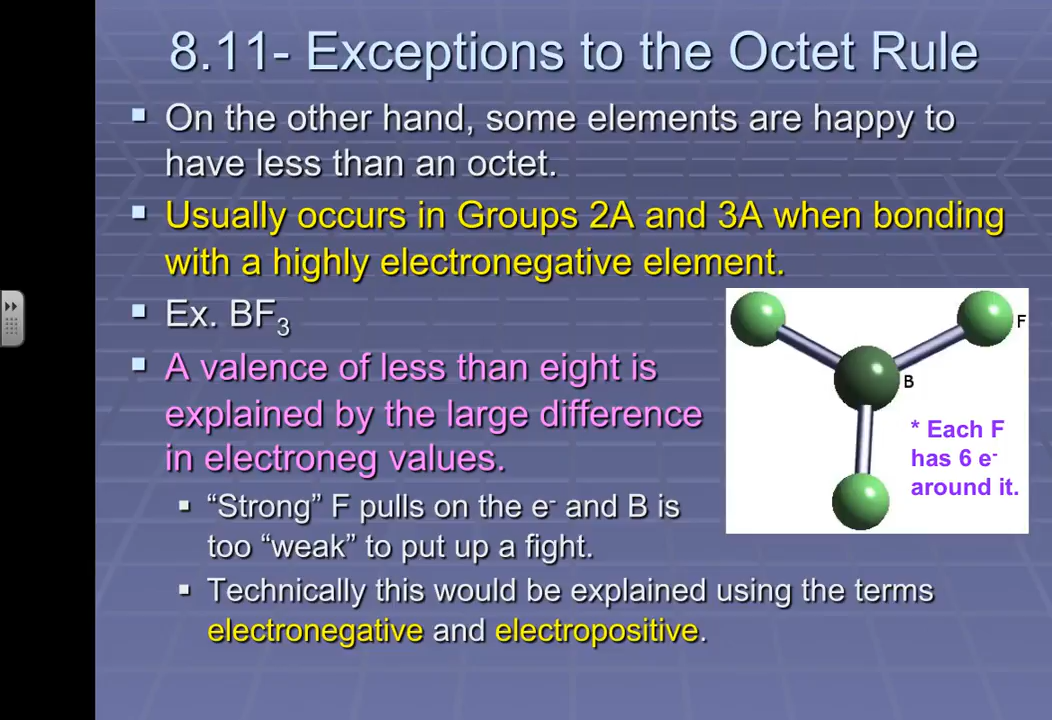 8.11- Exceptions to the Octet Rule
On the other hand, some elements are happy to
have less than an octet.
Usually occurs in Groups 2A and 3A when bonding
with a highly electronegative element.
Ex. BF₃
A valence of less than eight is
explained by the large difference
in electroneg values.
“Strong” F pulls on the e⁻ and B is
too “weak” to put up a fight.
Technically this would be explained using the terms
electronegative and electropositive.
F
B
* Each F
has 6 e⁻
around it.